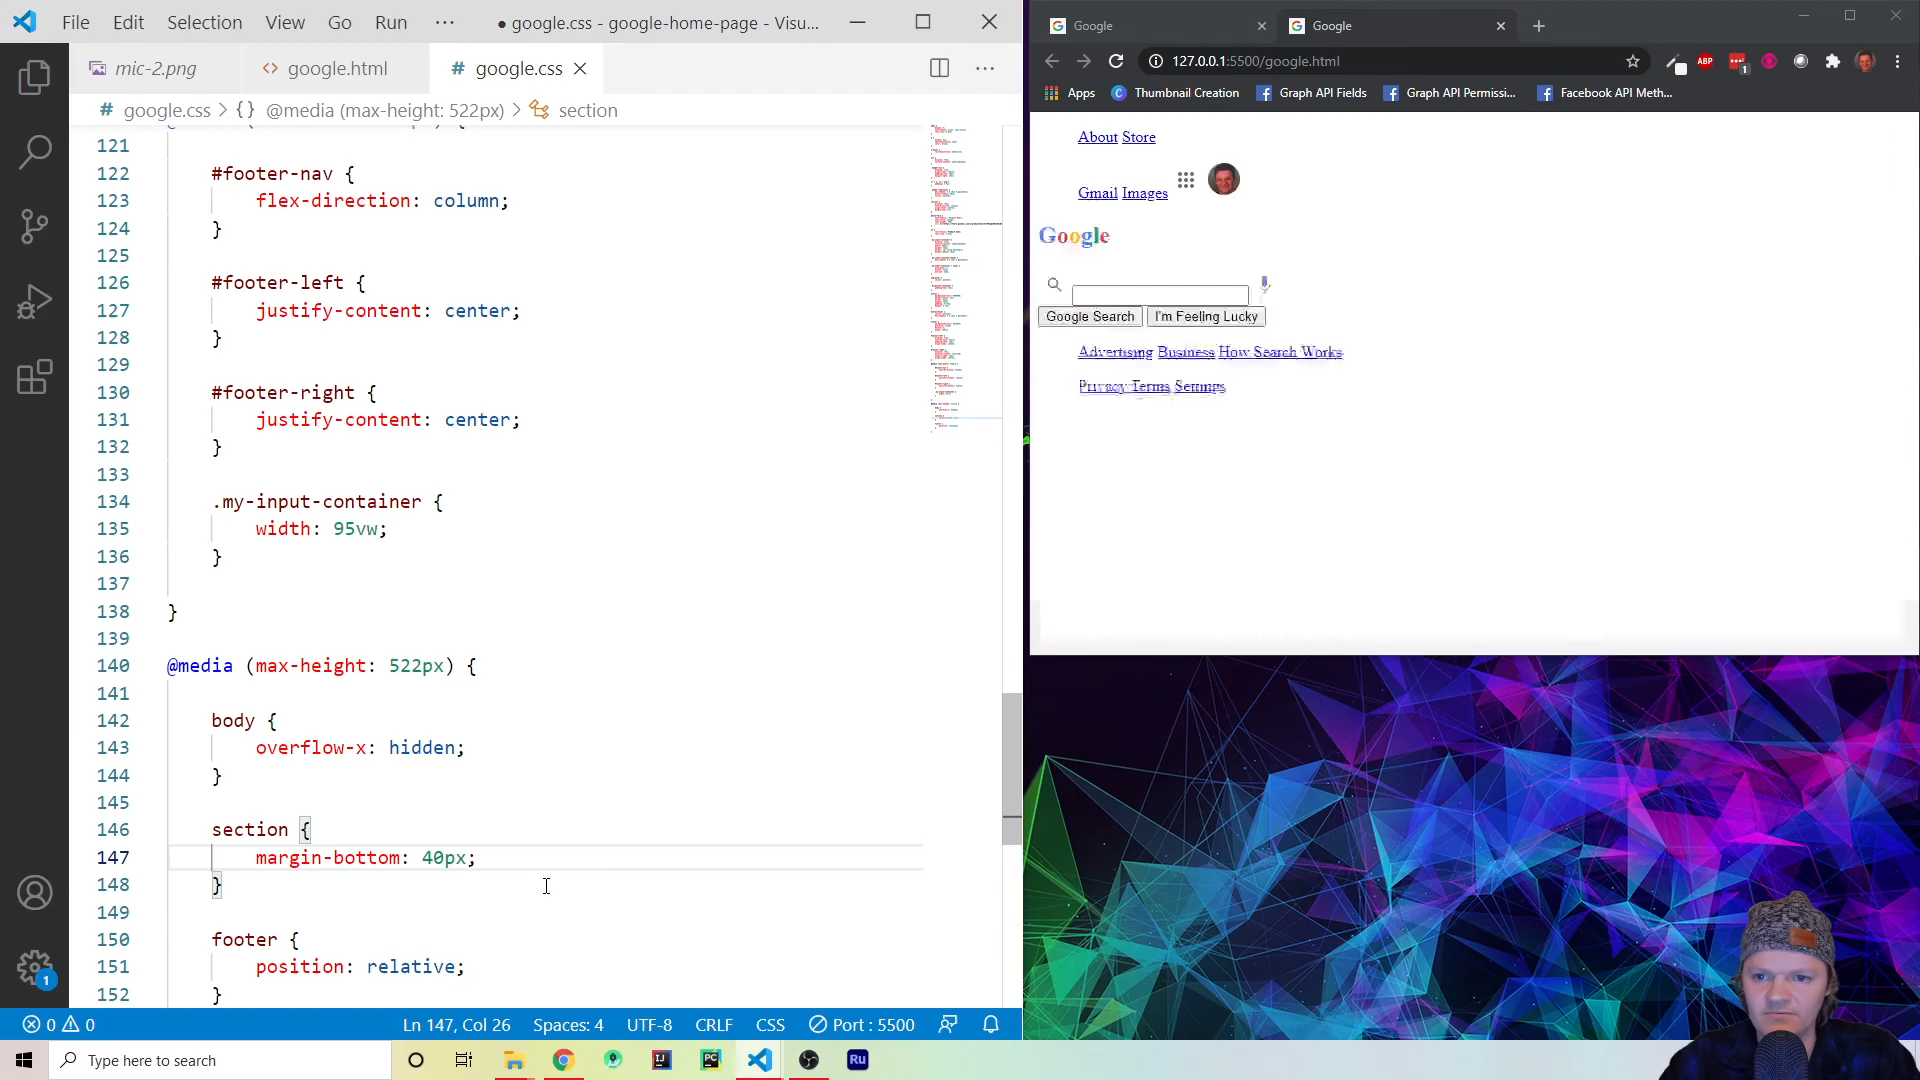 File Edit View Go Run ··· ● google.css - google-home-page - Visu...
mic-2.png google.html # google.css
# google.css > {} @media (max-height: 522px) > section
121
122 #footer-nav {
123 flex-direction: column;
124 }
125
126 #footer-left {
127 justify-content: center;
128 }
129
130 #footer-right {
131 justify-content: center;
132 }
133
134 .my-input-container {
135 width: 95vw;
136 }
137
138 }
139
140 @media (max-height: 522px) {
141
142 body {
143 overflow-x: hidden;
144 }
145
146 section {
147 margin-bottom: 40px;
148 }
149
150 footer {
151 position: relative;
152 }
0 0 Ln 147, Col 26 Spaces: 4 UTF-8 CRLF CSS Port : 5500
1
Google Google
127.0.0.1:5500/google.html ABP 1
Apps Thumbnail Creation Graph API Fields Graph API Permissi... Facebook API Meth...
About Store
Gmail Images
Google
Google Search I'm Feeling Lucky
Advertising Business How Search Works
Privacy Terms Settings
Type here to search IJ PC Ru